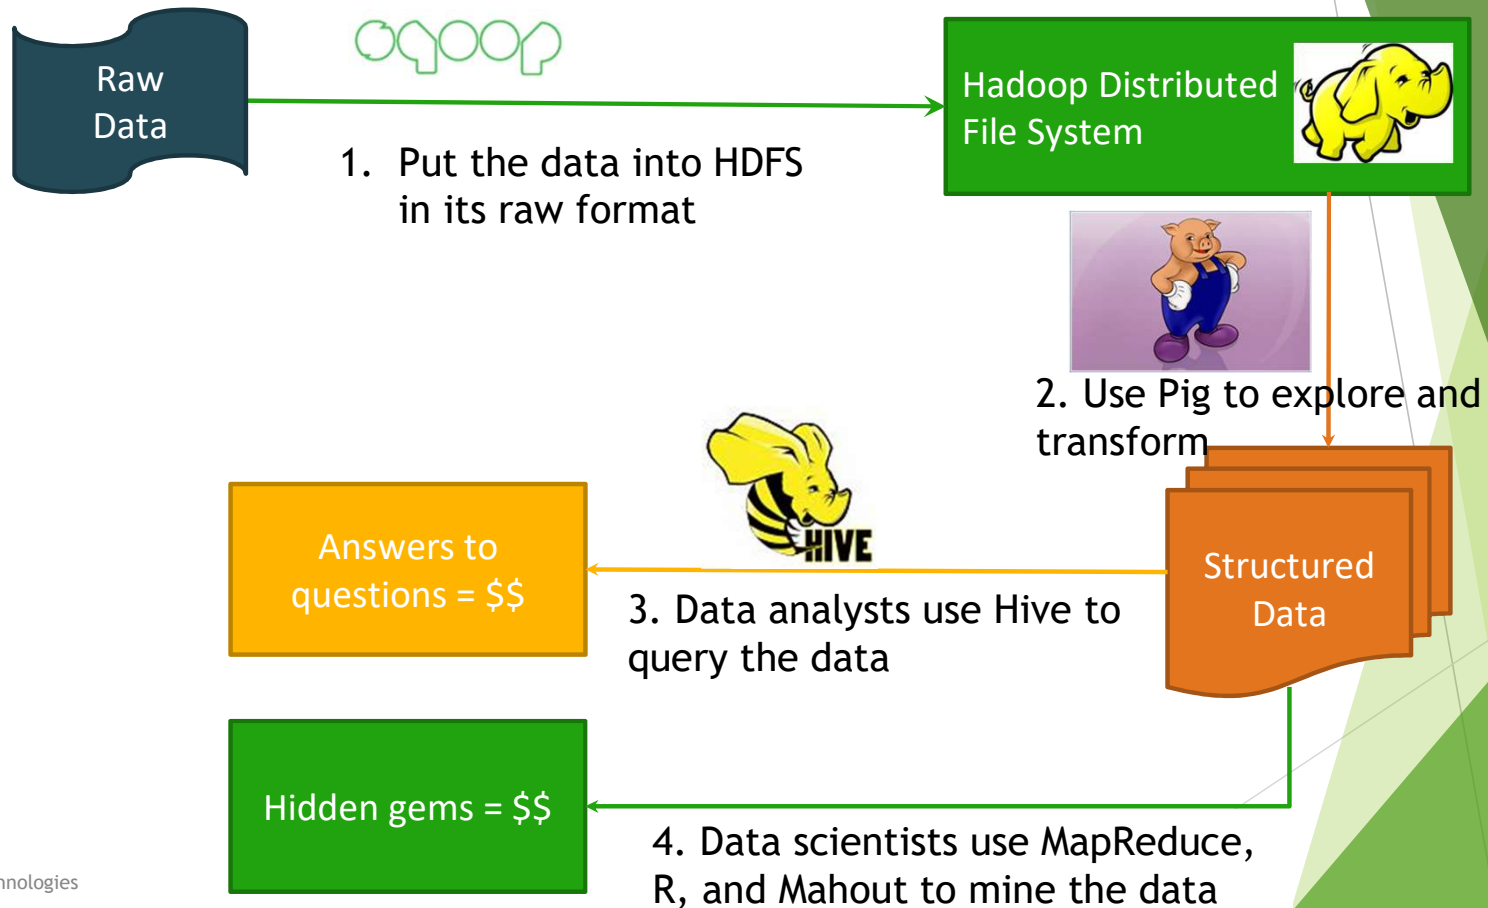 Raw
Data
sqoop
Hadoop Distributed
File System
1. Put the data into HDFS
in its raw format
2. Use Pig to explore and
transform
HIVE
Answers to
questions = $$
Structured
Data
3. Data analysts use Hive to
query the data
Hidden gems = $$
4. Data scientists use MapReduce,
R, and Mahout to mine the data
hnologies